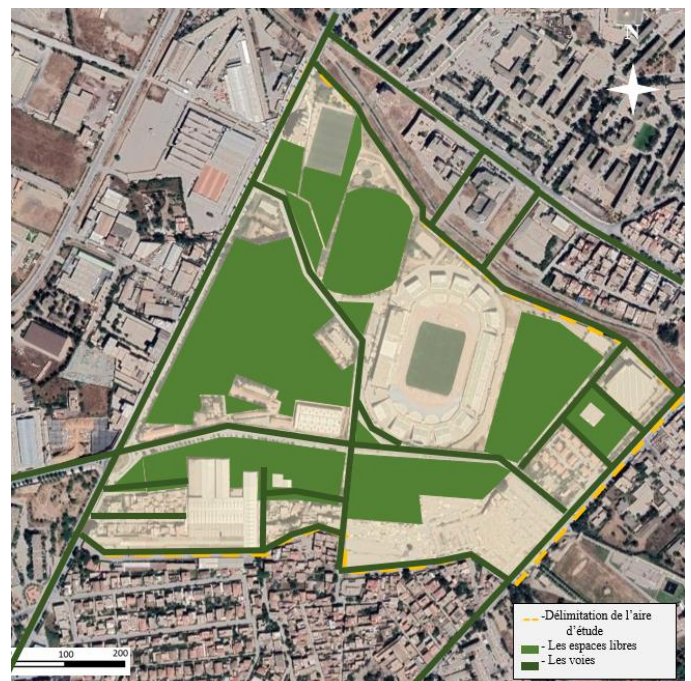 N
-Délimitation de l'aire
d'étude
- Les espaces libres
- Les voies
100 200